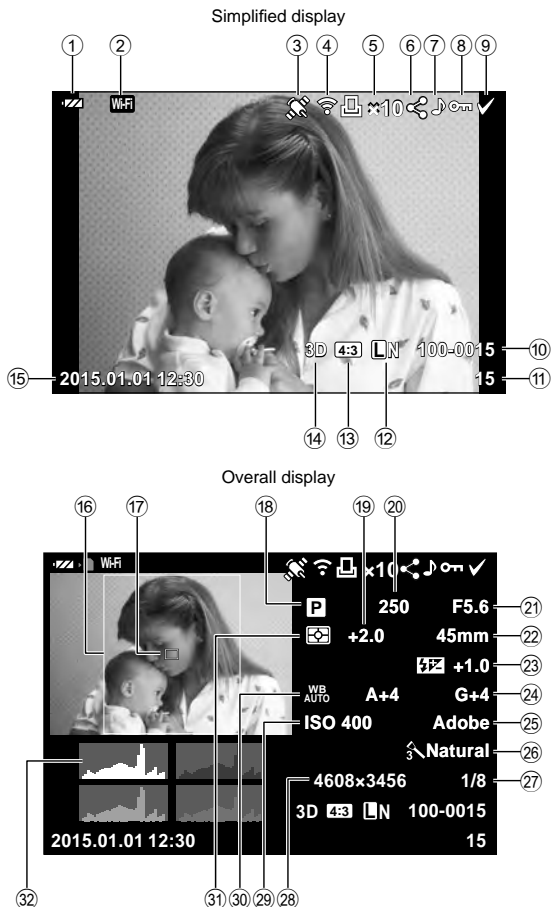 Simplified display
① ② ③ ④ ⑤ ⑥ ⑦ ⑧ ⑨
Wi-Fi ×10
3D 4:3 LN 100-0015 ⑩
⑮ 2015.01.01 12:30 15 ⑪
⑭ ⑬ ⑫
Overall display
⑯ ⑰ ⑱ ⑲ ⑳
Wi-Fi ×10
P 250 F5.6 ㉑
+2.0 45mm ㉒
+1.0 ㉓
WB AUTO A+4 G+4 ㉔
ISO 400 Adobe ㉕
3 Natural ㉖
4608×3456 1/8 ㉗
3D 4:3 LN 100-0015
2015.01.01 12:30 15
㉜ ㉛ ㉚ ㉙ ㉘